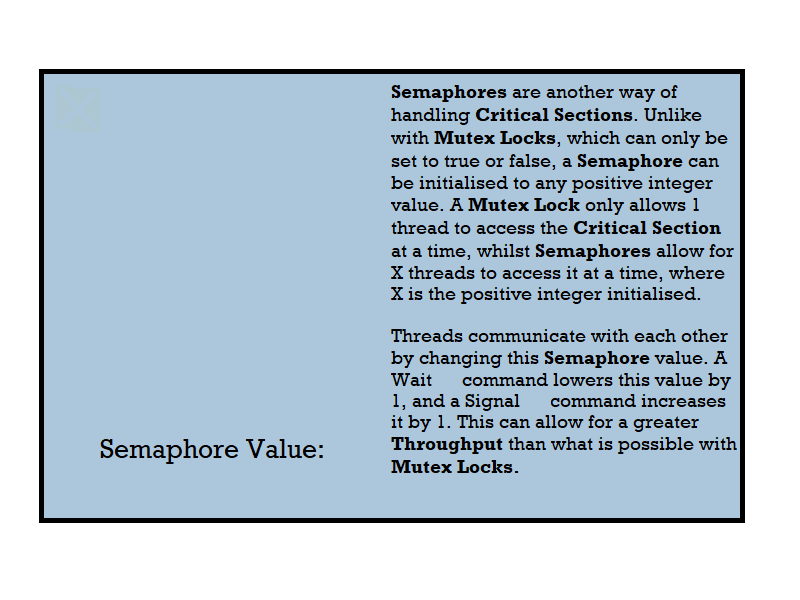 Semaphores are another way of
handling Critical Sections. Unlike
with Mutex Locks, which can only be
set to true or false, a Semaphore can
be initialised to any positive integer
value. A Mutex Lock only allows 1
thread to access the Critical Section
at a time, whilst Semaphores allow for
X threads to access it at a time, where
X is the positive integer initialised.
Threads communicate with each other
by changing this Semaphore value. A
Wait command lowers this value by
1, and a Signal command increases
it by 1. This can allow for a greater
Throughput than what is possible with
Mutex Locks.
Semaphore Value: